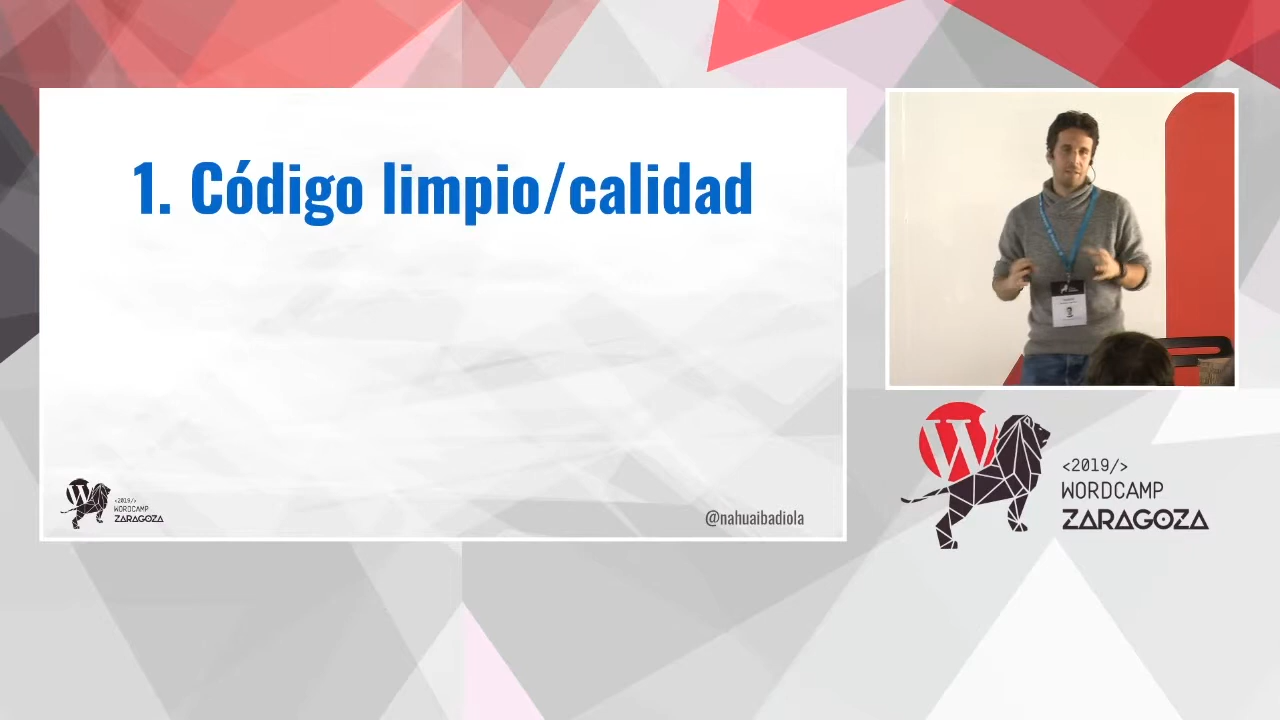 1. Código limpio/calidad
<2019/>
WORDCAMP
ZARAGOZA
@nahuaibadiola
<2019/>
WORDCAMP
ZARAGOZA